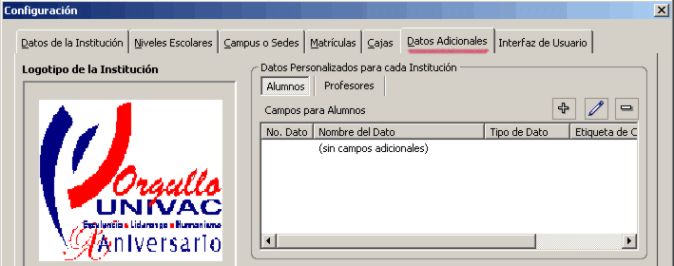 Configuración
Datos de la Institución Niveles Escolares Campus o Sedes Matrículas Cajas Datos Adicionales Interfaz de Usuario
Logotipo de la Institución
Datos Personalizados para cada Institución
Alumnos Profesores
Campos para Alumnos
No. Dato Nombre del Dato Tipo de Dato Etiqueta de C
(sin campos adicionales)
Orgullo
UNIVAC
Excelencia Liderazgo Humanismo
Aniversario